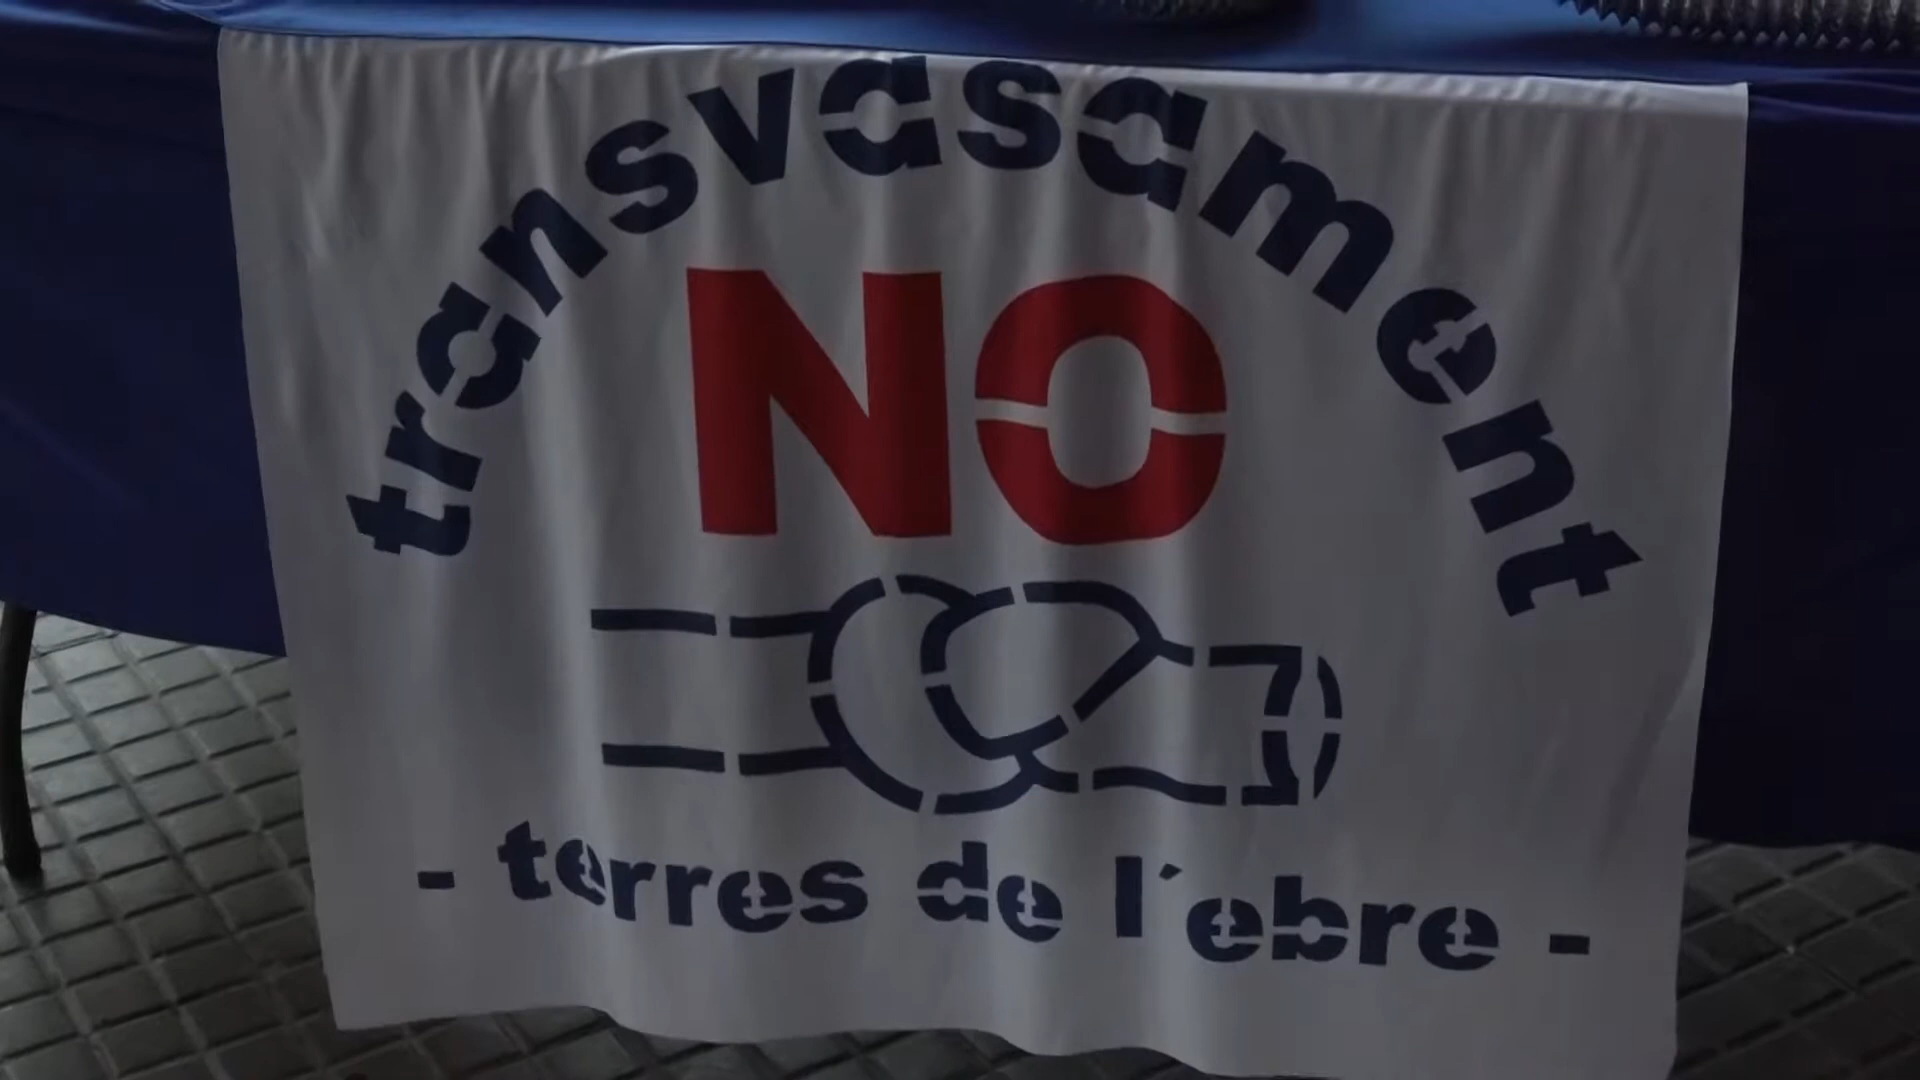 transvasament
NO
- terres de l'ebre -